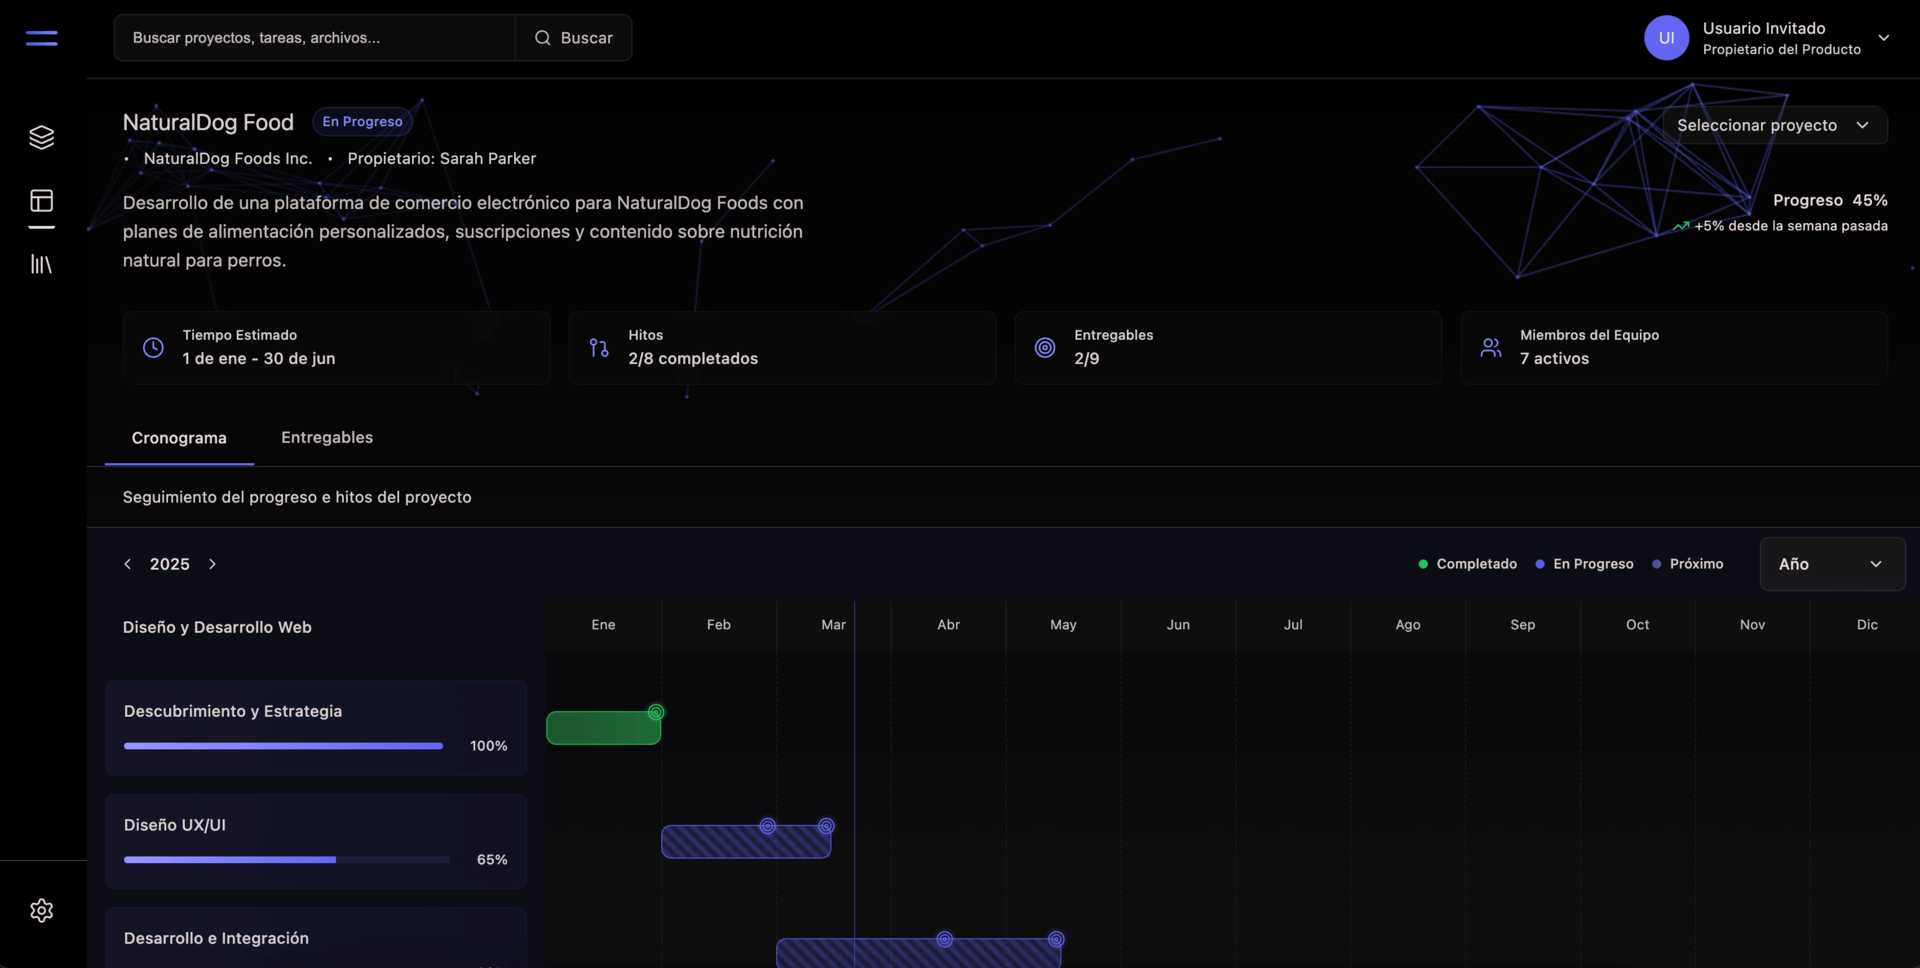 Buscar proyectos, tareas, archivos...
Buscar
UI
Usuario Invitado
Propietario del Producto
NaturalDog Food
En Progreso
• NaturalDog Foods Inc. • Propietario: Sarah Parker
Desarrollo de una plataforma de comercio electrónico para NaturalDog Foods con
planes de alimentación personalizados, suscripciones y contenido sobre nutrición
natural para perros.
Seleccionar proyecto
Progreso 45%
+5% desde la semana pasada
Tiempo Estimado
1 de ene - 30 de jun
Hitos
2/8 completados
Entregables
2/9
Miembros del Equipo
7 activos
Cronograma
Entregables
Seguimiento del progreso e hitos del proyecto
2025
Completado
En Progreso
Próximo
Año
Diseño y Desarrollo Web
Ene Feb Mar Abr May Jun Jul Ago Sep Oct Nov Dic
Descubrimiento y Estrategia
100%
Diseño UX/UI
65%
Desarrollo e Integración